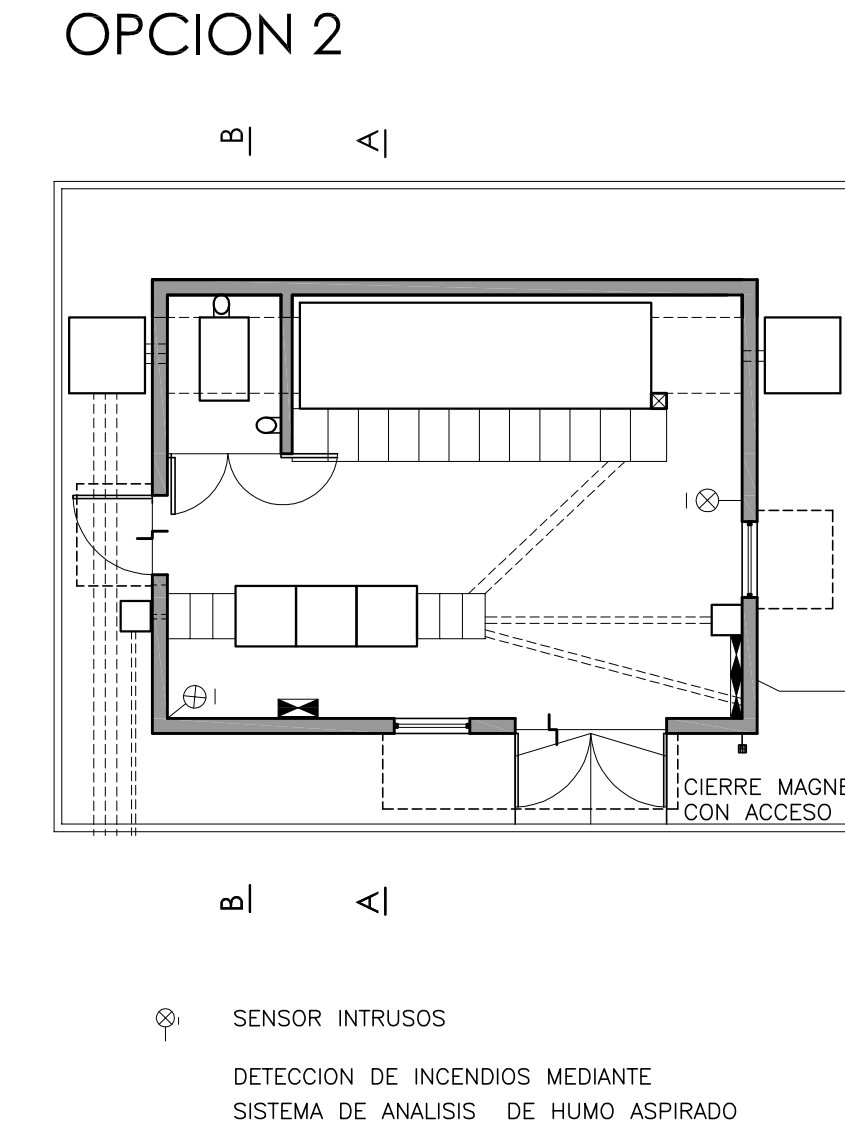 OPCION 2
B A
CIERRE MAGNE
CON ACCESO
B A
SENSOR INTRUSOS
DETECCION DE INCENDIOS MEDIANTE
SISTEMA DE ANALISIS DE HUMO ASPIRADO